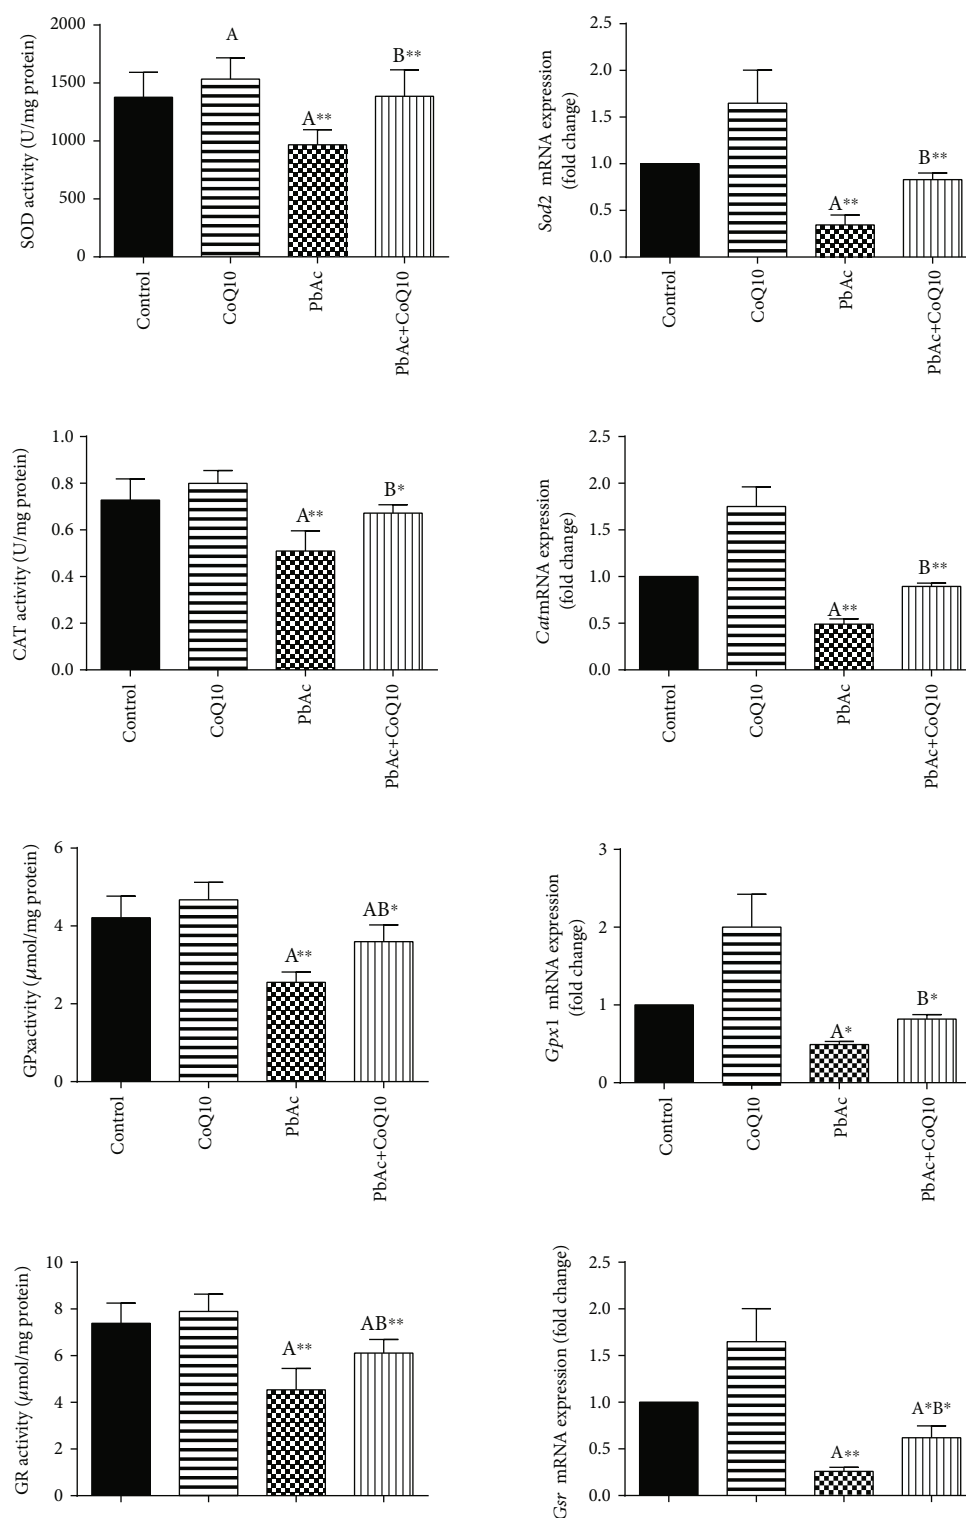 SOD activity (U/mg protein)
2000
1500
1000
500
0
A
A**
B**
Control
CoQ10
PbAc
PbAc+CoQ10
Sod2 mRNA expression
(fold change)
2.5
2.0
1.5
1.0
0.5
0.0
A**
B**
Control
CoQ10
PbAc
PbAc+CoQ10
CAT activity (U/mg protein)
1.0
0.8
0.6
0.4
0.2
0.0
A**
B*
Control
CoQ10
PbAc
PbAc+CoQ10
CatmRNA expression
(fold change)
2.5
2.0
1.5
1.0
0.5
0.0
A**
B**
Control
CoQ10
PbAc
PbAc+CoQ10
GPxactivity (μmol/mg protein)
6
4
2
0
A**
AB*
Control
CoQ10
PbAc
PbAc+CoQ10
Gpx1 mRNA expression
(fold change)
3
2
1
0
A*
B*
Control
CoQ10
PbAc
PbAc+CoQ10
GR activity (μmol/mg protein)
10
8
6
4
2
0
A**
AB**
Gsr mRNA expression (fold change)
2.5
2.0
1.5
1.0
0.5
0.0
A**
A*B*